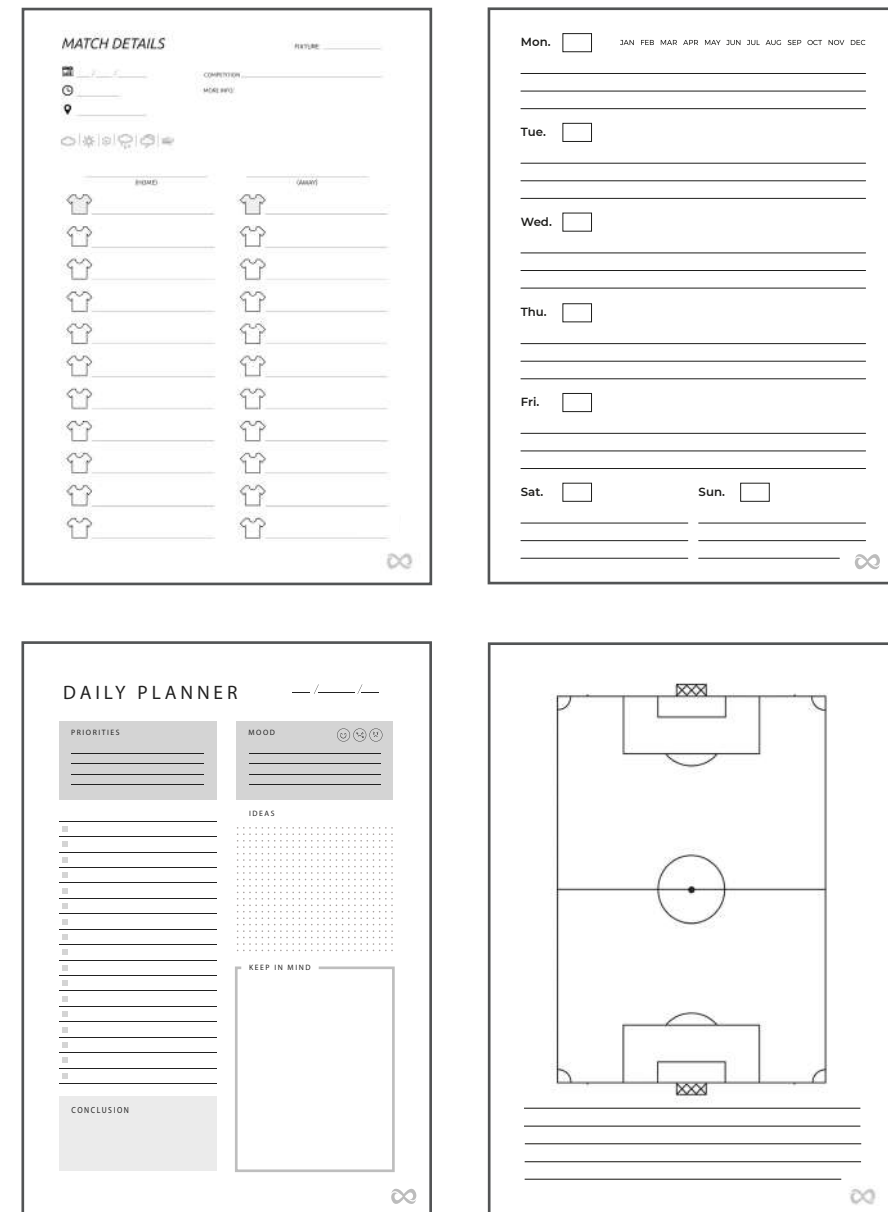 MATCH DETAILS
FIXTURE:
COMPETITION
MORE INFO:
(HOME)
(AWAY)
Mon.
JAN FEB MAR APR MAY JUN JUL AUG SEP OCT NOV DEC
Tue.
Wed.
Thu.
Fri.
Sat.
Sun.
DAILY PLANNER
PRIORITIES
MOOD
IDEAS
KEEP IN MIND
CONCLUSION